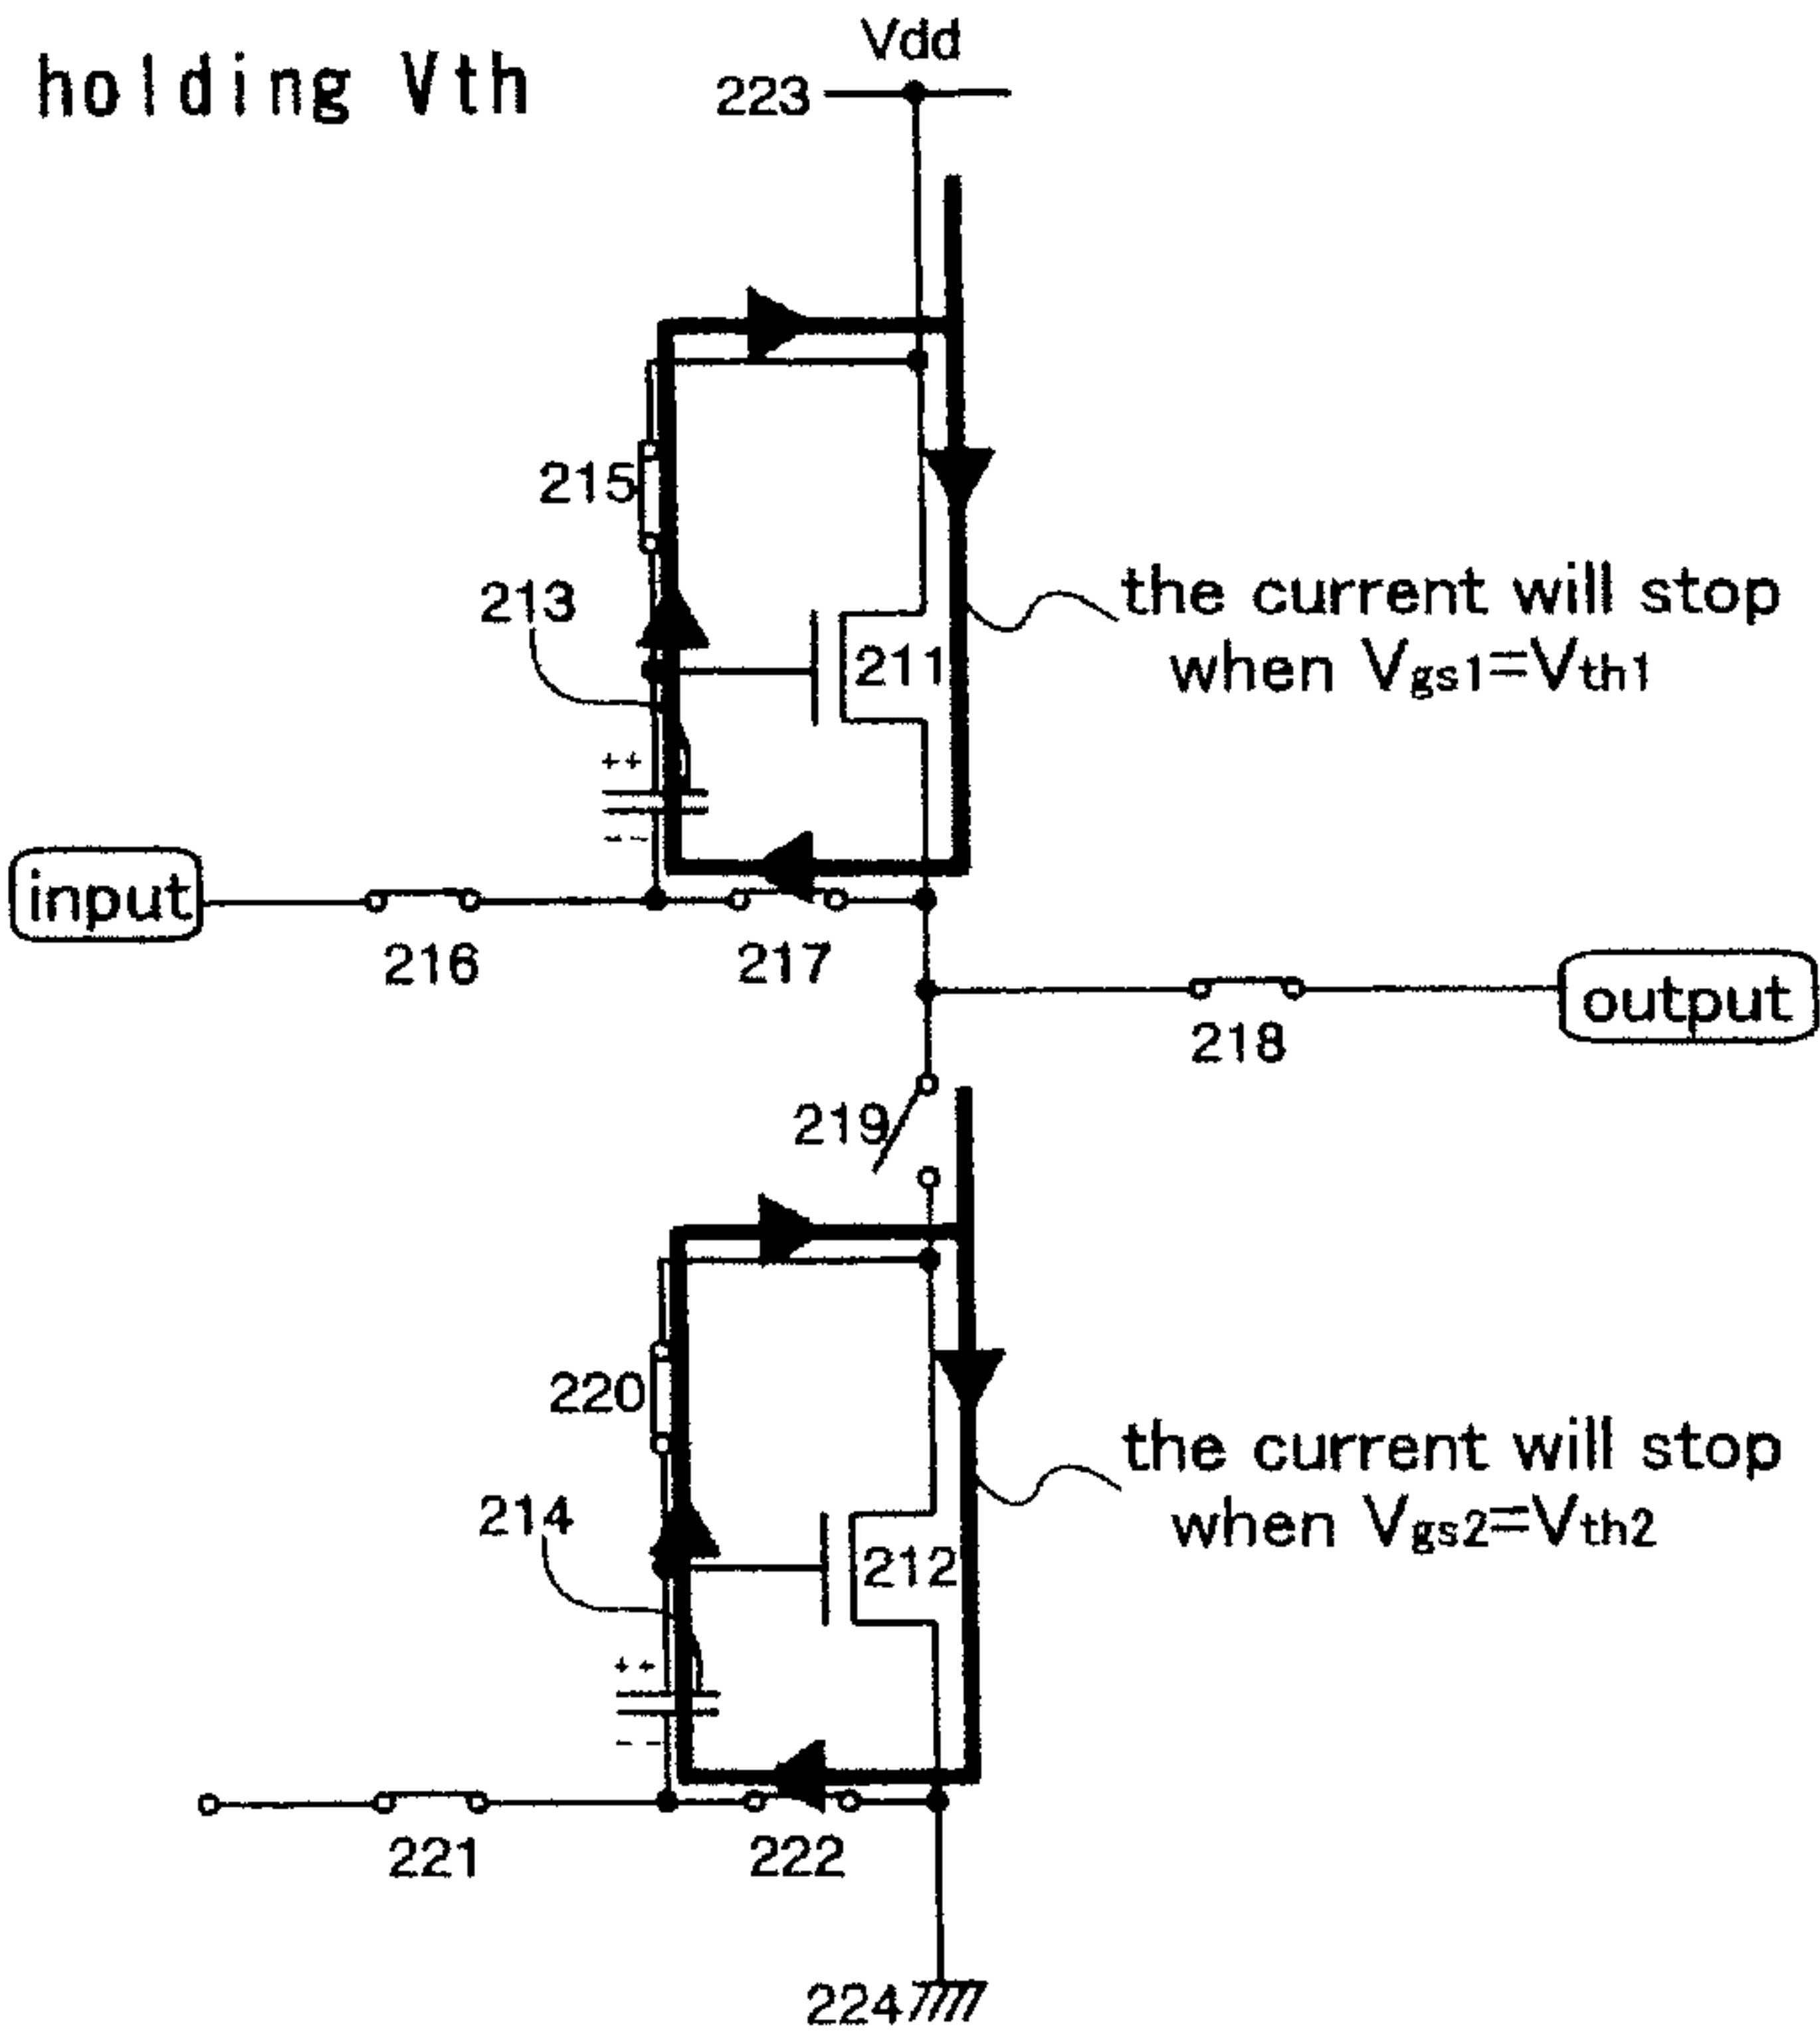 holding Vth
Vdd
223
215
213
the current will stop
when Vgs1=Vth1
211
++
--
input
216
217
output
218
219
220
the current will stop
when Vgs2=Vth2
214
212
++
--
221
222
224